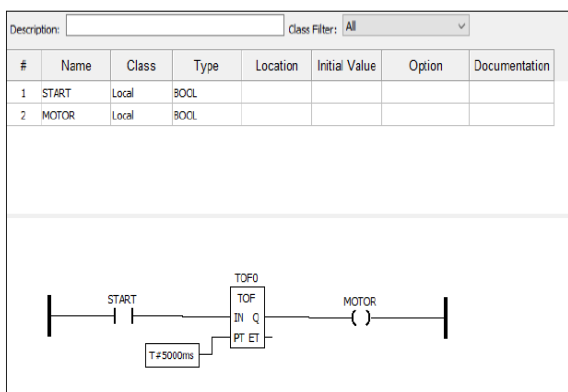 Description: Class Filter: All
# Name Class Type Location Initial Value Option Documentation
1 START Local BOOL
2 MOTOR Local BOOL
TOF0
START TOF MOTOR
IN Q
PT ET
T#5000ms